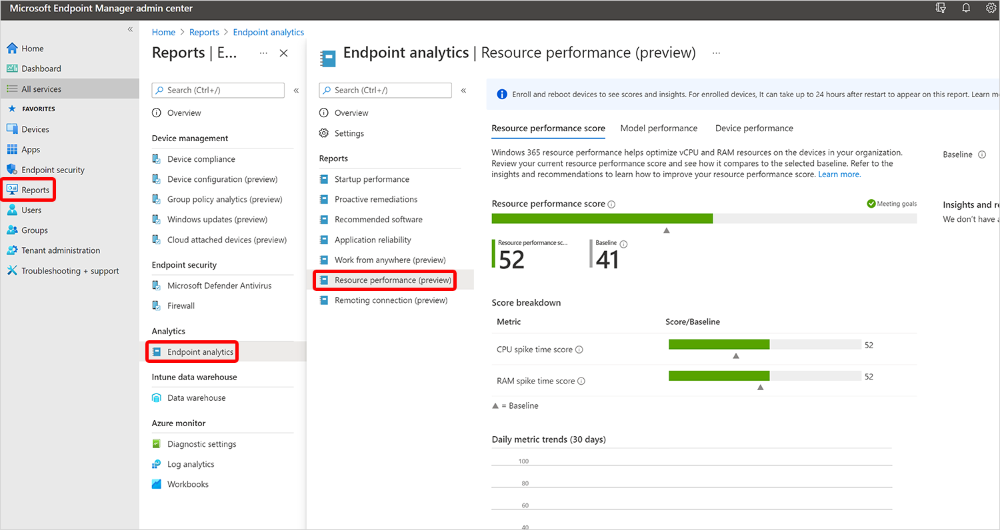 Microsoft Endpoint Manager admin center
«
Home
Dashboard
All services
FAVORITES
Devices
Apps
Endpoint security
Reports
Users
Groups
Tenant administration
Troubleshooting + support
Home > Reports > Endpoint analytics
Reports | E... ... ×
Search (Ctrl+/) «
Overview
Device management
Device compliance
Device configuration (preview)
Group policy analytics (preview)
Windows updates (preview)
Cloud attached devices (preview)
Endpoint security
Microsoft Defender Antivirus
Firewall
Analytics
Endpoint analytics
Intune data warehouse
Data warehouse
Azure monitor
Diagnostic settings
Log analytics
Workbooks
Endpoint analytics | Resource performance (preview) ...
Search (Ctrl+/) «
Overview
Settings
Reports
Startup performance
Proactive remediations
Recommended software
Application reliability
Work from anywhere (preview)
Resource performance (preview)
Remoting connection (preview)
Enroll and reboot devices to see scores and insights. For enrolled devices, It can take up to 24 hours after restart to appear on this report. Learn m
Resource performance score Model performance Device performance
Windows 365 resource performance helps optimize vCPU and RAM resources on the devices in your organization.
Review your current resource performance score and see how it compares to the selected baseline. Refer to the
insights and recommendations to learn how to improve your resource performance score. Learn more.
Baseline
Resource performance score
Meeting goals
Resource performance sc...
52
Baseline
41
Insights and re
We don't have a
Score breakdown
Metric Score/Baseline
CPU spike time score 52
RAM spike time score 52
▲ = Baseline
Daily metric trends (30 days)
100
80
60
40